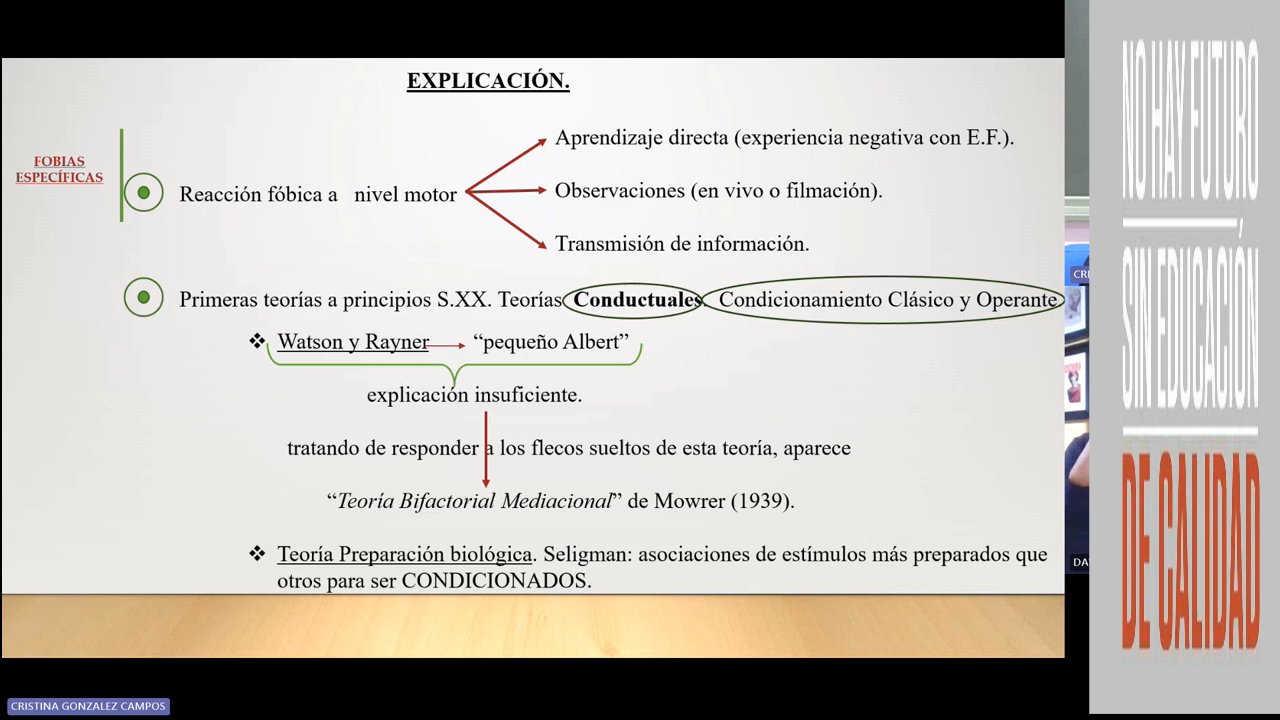 EXPLICACIÓN.
FOBIAS
ESPECÍFICAS
Reacción fóbica a nivel motor
Aprendizaje directa (experiencia negativa con E.F.).
Observaciones (en vivo o filmación).
Transmisión de información.
Primeras teorías a principios S.XX. Teorías Conductuales Condicionamiento Clásico y Operante
Watson y Rayner “pequeño Albert”
explicación insuficiente.
tratando de responder a los flecos sueltos de esta teoría, aparece
“Teoría Bifactorial Mediacional” de Mowrer (1939).
Teoría Preparación biológica. Seligman: asociaciones de estímulos más preparados que
otros para ser CONDICIONADOS.
CRISTINA GONZALEZ CAMPOS
CRI
DA
NO HAY FUTURO
SIN EDUCACIÓN
DE CALIDAD